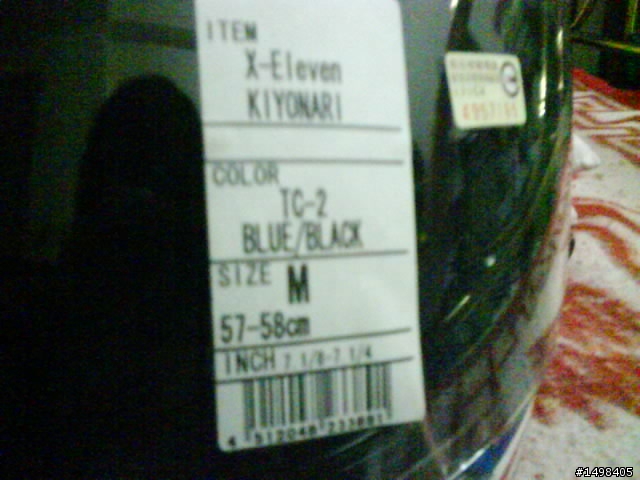 ITEM
X-Eleven
KIYONARI
COLOR
TC-2
BLUE/BLACK
SIZE M
57-58cm
INCH 7 1/8-7 1/4
#1498405